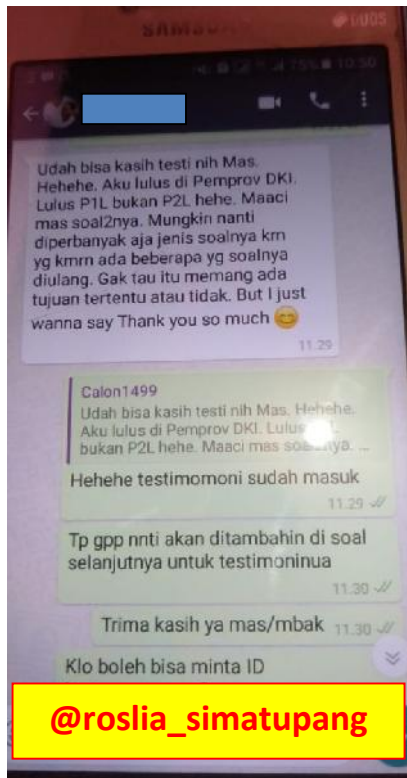 SAMSUNG
DUOS
75% 10:50
Udah bisa kasih testi nih Mas.
Hehehe. Aku lulus di Pemprov DKI.
Lulus P1L bukan P2L hehe. Maaci
mas soal2nya. Mungkin nanti
diperbanyak aja jenis soalnya krn
yg kmrn ada beberapa yg soalnya
diulang. Gak tau itu memang ada
tujuan tertentu atau tidak. But I just
wanna say Thank you so much
11.29
Calon1499
Udah bisa kasih testi nih Mas. Hehehe.
Aku lulus di Pemprov DKI. Lulus
bukan P2L hehe. Maaci mas soal2nya. ...
Hehehe testimomoni sudah masuk
11.29
Tp gpp nnti akan ditambahin di soal
selanjutnya untuk testimoninua
11.30
Trima kasih ya mas/mbak 11.30
Klo boleh bisa minta ID
@roslia_simatupang